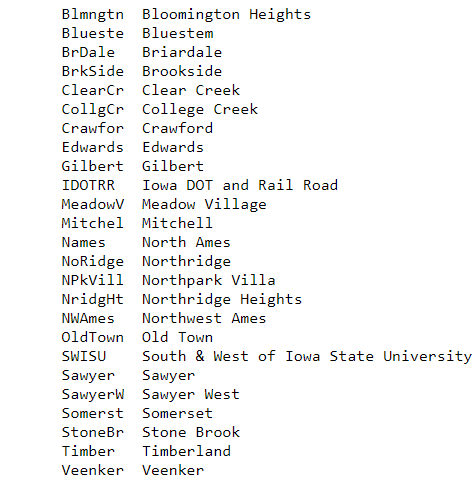 Blmngtn  Bloomington Heights
Blueste  Bluestem
BrDale   Briardale
BrkSide  Brookside
ClearCr  Clear Creek
CollgCr  College Creek
Crawfor  Crawford
Edwards  Edwards
Gilbert  Gilbert
IDOTRR   Iowa DOT and Rail Road
MeadowV  Meadow Village
Mitchel  Mitchell
Names    North Ames
NoRidge  Northridge
NPkVill  Northpark Villa
NridgHt  Northridge Heights
NWAmes   Northwest Ames
OldTown  Old Town
SWISU    South & West of Iowa State University
Sawyer   Sawyer
SawyerW  Sawyer West
Somerst  Somerset
StoneBr  Stone Brook
Timber   Timberland
Veenker  Veenker